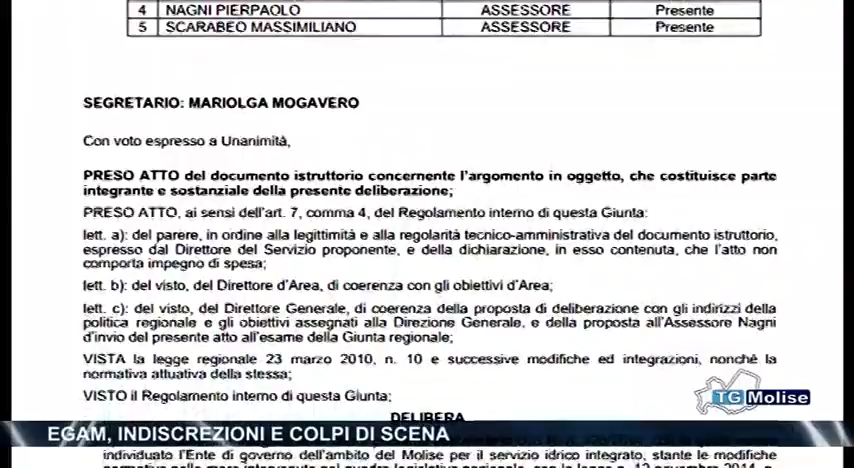 4 NAGNI PIERPAOLO ASSESSORE Presente
5 SCARABEO MASSIMILIANO ASSESSORE Presente
SEGRETARIO: MARIOLGA MOGAVERO
Con voto espresso a Unanimità,
PRESO ATTO del documento istruttorio concernente l'argomento in oggetto, che costituisce parte
integrante e sostanziale della presente deliberazione;
PRESO ATTO, ai sensi dell'art. 7, comma 4, del Regolamento interno di questa Giunta:
lett. a): del parere, in ordine alla legittimità e alla regolarità tecnico-amministrativa del documento istruttorio,
espresso dal Direttore del Servizio proponente, e della dichiarazione, in esso contenuta, che l'atto non
comporta impegno di spesa;
lett. b): del visto, del Direttore d'Area, di coerenza con gli obiettivi d'Area;
lett. c): del visto, del Direttore Generale, di coerenza della proposta di deliberazione con gli indirizzi della
politica regionale e gli obiettivi assegnati alla Direzione Generale, e della proposta all'Assessore Nagni
d'invio del presente atto all'esame della Giunta regionale;
VISTA la legge regionale 23 marzo 2010, n. 10 e successive modifiche ed integrazioni, nonché la
normativa attuativa della stessa;
VISTO il Regolamento interno di questa Giunta;
TG Molise
DELIBERA
EGAM, INDISCREZIONI E COLPI DI SCENA
individuato l'Ente di governo dell'ambito del Molise per il servizio idrico integrato, stante le modifiche